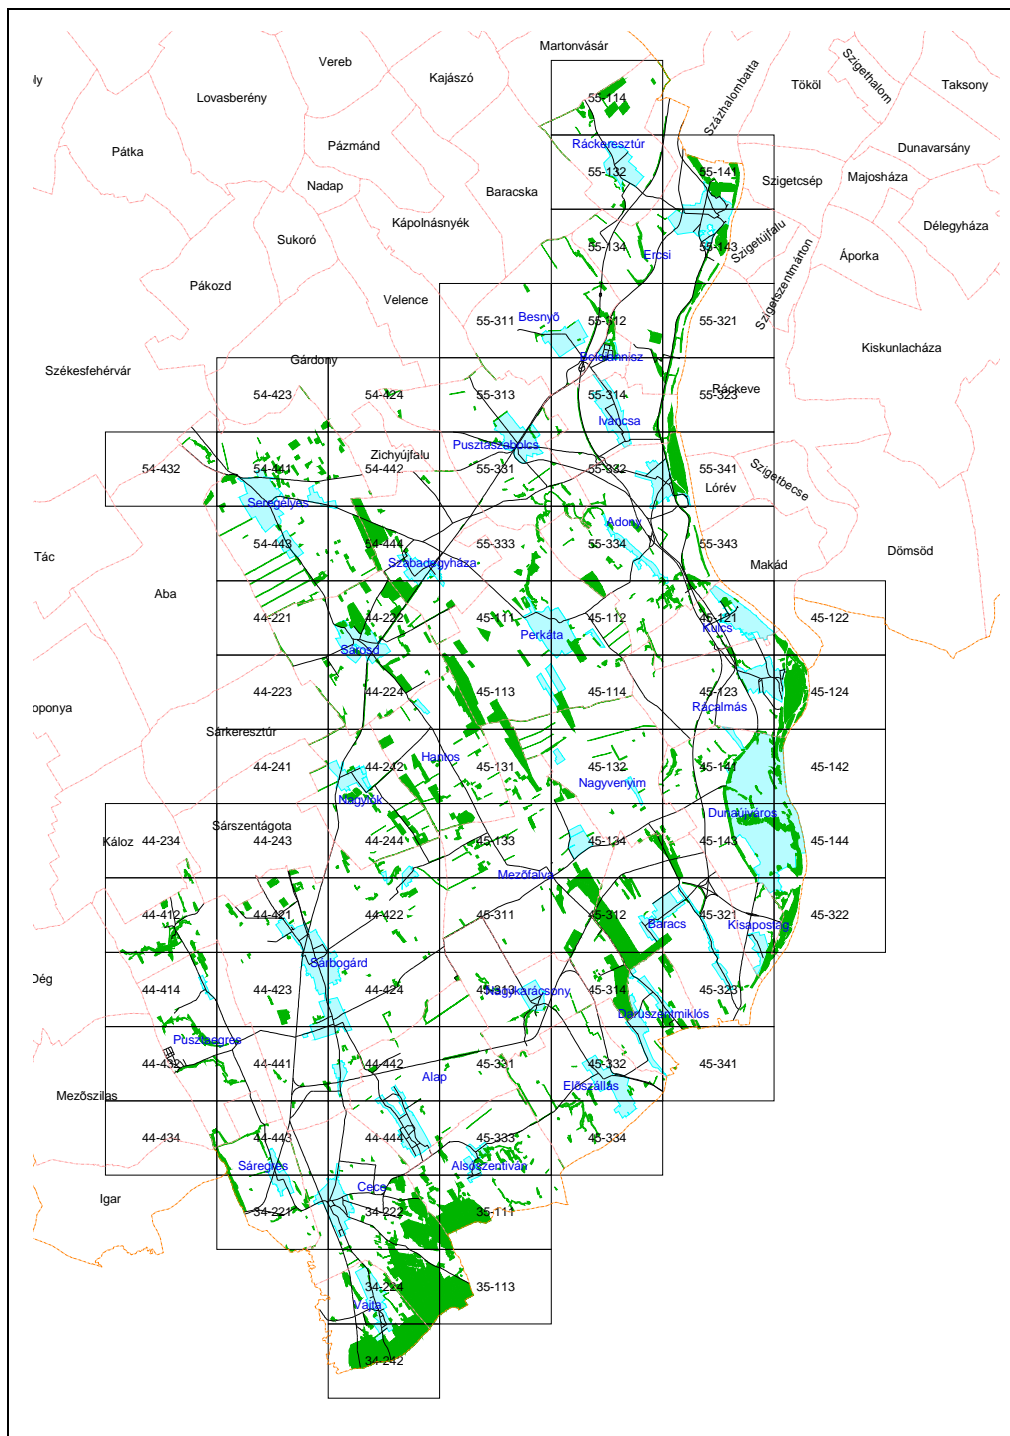 Martonvásár
Vereb
Kajászó
Százhalombatta
Szigethalom
Tököl
Taksony
oly
Lovasberény
55-114
Pátka
Pázmánd
Ráckeresztúr
Dunavarsány
55-132
55-141
Nadap
Baracska
Szigetcsép
Majosháza
Kápolnásnyék
Délegyháza
Sukoró
55-134
Ercsi
55-143
Szigetújfalu
Szigetszentmárton
Áporka
Pákozd
Velence
Besnyő
55-311
55-312
55-321
Kiskunlacháza
Székesfehérvár
Gárdony
Ráckeve
54-423
54-424
55-313
55-314
55-323
Iváncsa
Pusztaszabolcs
Zichyújfalu
54-432
54-441
54-442
55-331
55-332
55-341
Szigetbecse
Lórév
Seregélyes
Adony
54-443
54-444
55-333
55-334
55-343
Tác
Dömsöd
Szabadegyháza
Makád
Aba
44-221
44-222
45-111
45-112
45-121
45-122
Kulcs
Perkáta
Sárosd
44-223
44-224
45-113
45-114
45-123
45-124
oponya
Rácalmás
Sárkeresztúr
Hantos
44-241
44-242
45-131
45-132
45-141
45-142
Nagyvenyim
Nagylók
Dunaújváros
Sárszentágota
Káloz
44-234
44-243
44-244
45-133
45-134
45-143
45-144
Mezőfalva
44-412
44-421
44-422
45-311
45-312
45-321
45-322
Baracs
Kisapostag
Sárbogárd
Dég
44-414
44-423
44-424
45-313
Nagykarácsony
45-314
45-323
Daruszentmiklós
Pusztaegres
44-432
44-441
44-442
45-331
45-332
45-341
Alap
Előszállás
Mezőszilas
44-434
44-443
44-444
45-333
45-334
Sáregres
Alsószentiván
Cece
Igar
34-221
34-222
35-111
34-224
35-113
Vajta
34-242